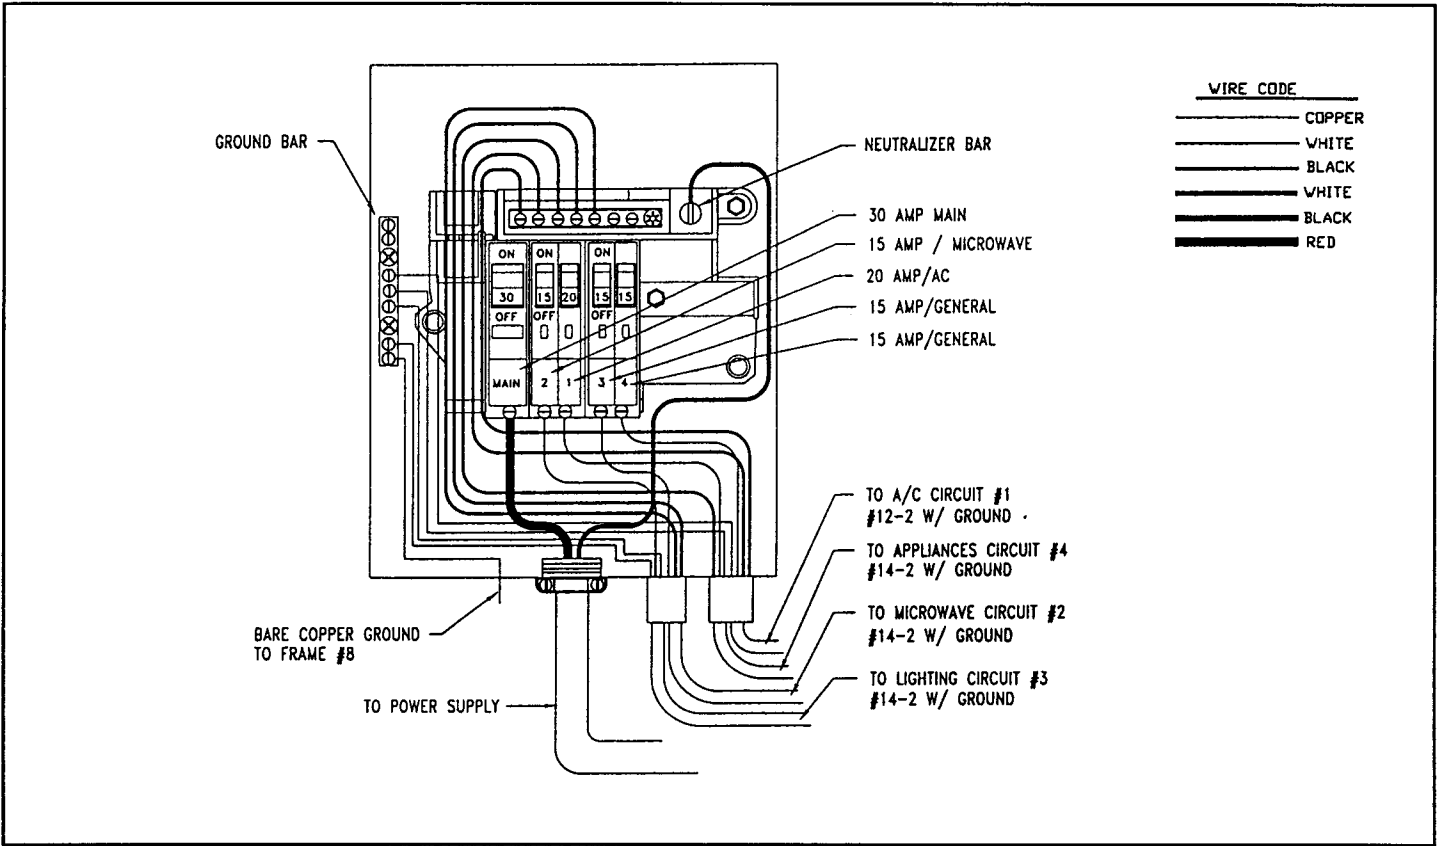 WIRE CODE
COPPER
WHITE
BLACK
WHITE
BLACK
RED
GROUND BAR
NEUTRALIZER BAR
30 AMP MAIN
15 AMP / MICROWAVE
20 AMP/AC
15 AMP/GENERAL
15 AMP/GENERAL
ON
ON
ON
30
15
20
15
15
OFF
OFF
OFF
MAIN
2
1
3
4
TO A/C CIRCUIT #1
#12-2 W/ GROUND
TO APPLIANCES CIRCUIT #4
#14-2 W/ GROUND
TO MICROWAVE CIRCUIT #2
#14-2 W/ GROUND
TO LIGHTING CIRCUIT #3
#14-2 W/ GROUND
BARE COPPER GROUND
TO FRAME #8
TO POWER SUPPLY